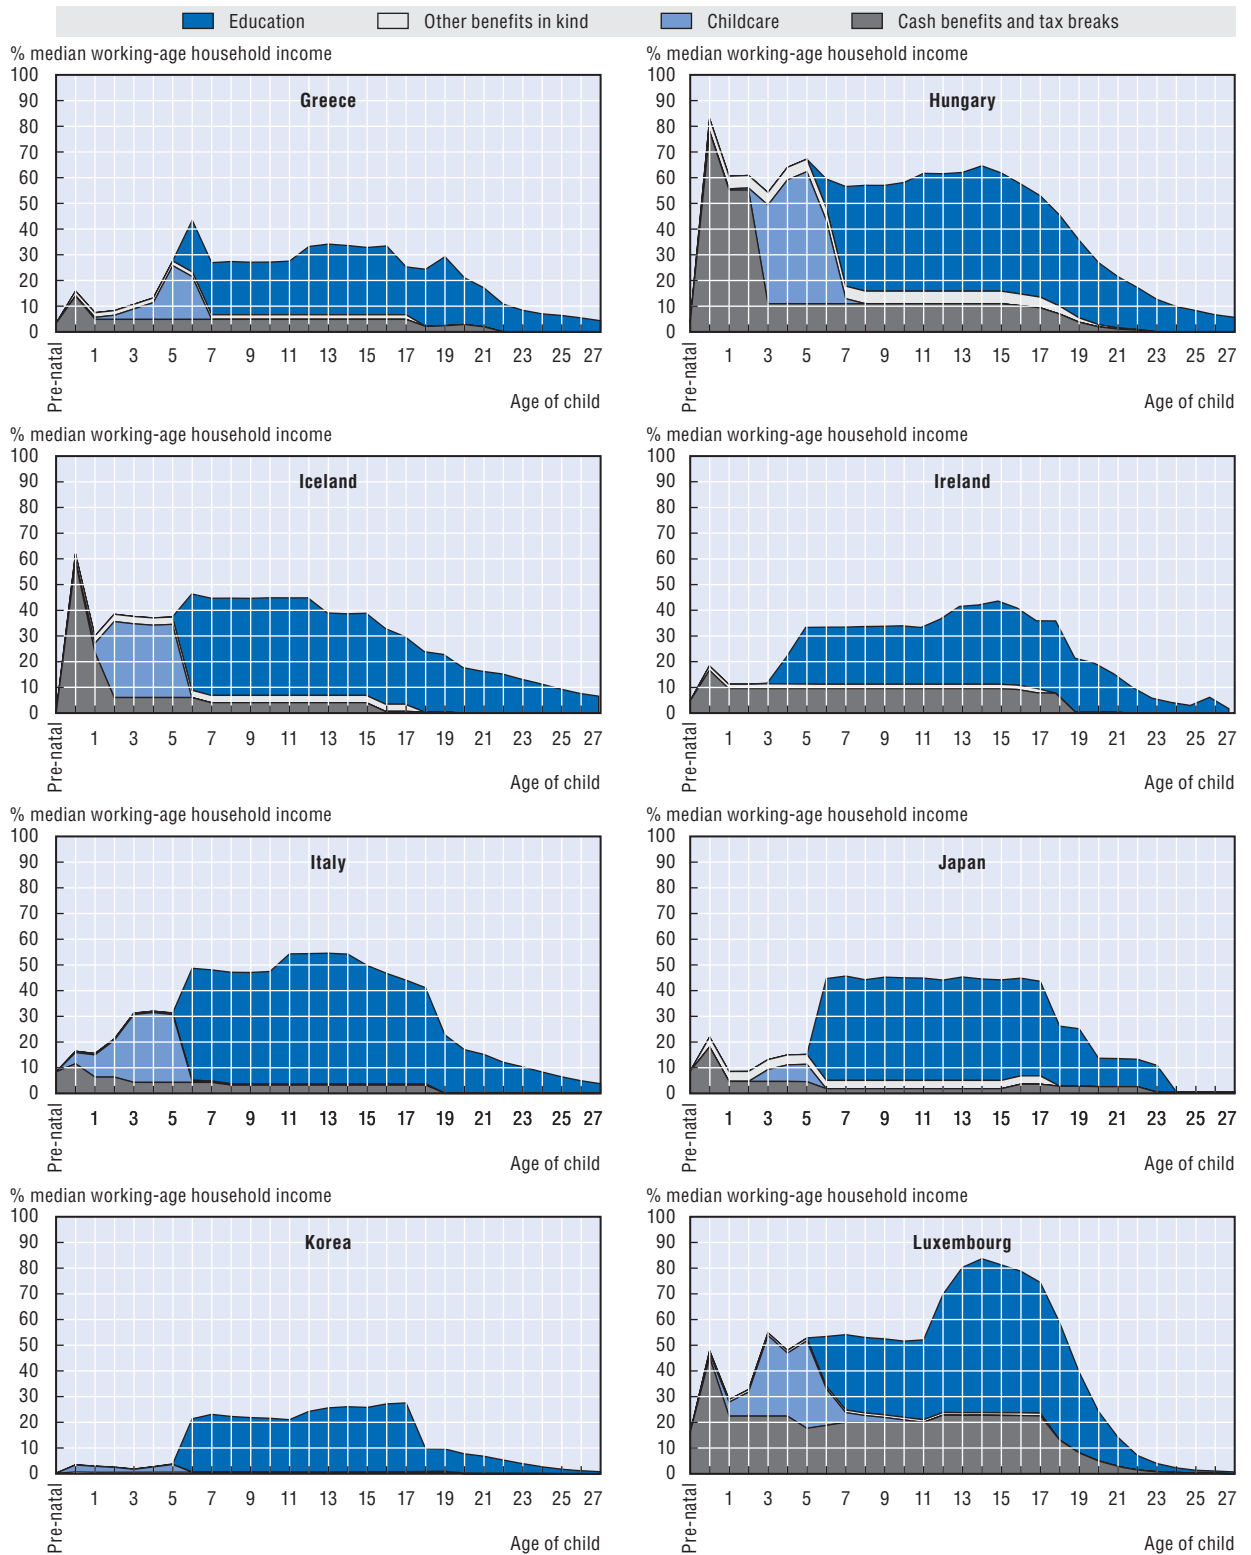 Education Other benefits in kind Childcare Cash benefits and tax breaks
% median working-age household income
100
90
80
70
60
50
40
30
20
10
0
Greece
Pre-natal 1 3 5 7 9 11 13 15 17 19 21 23 25 27
Age of child
% median working-age household income
100
90
80
70
60
50
40
30
20
10
0
Hungary
Pre-natal 1 3 5 7 9 11 13 15 17 19 21 23 25 27
Age of child
% median working-age household income
100
90
80
70
60
50
40
30
20
10
0
Iceland
Pre-natal 1 3 5 7 9 11 13 15 17 19 21 23 25 27
Age of child
% median working-age household income
100
90
80
70
60
50
40
30
20
10
0
Ireland
Pre-natal 1 3 5 7 9 11 13 15 17 19 21 23 25 27
Age of child
% median working-age household income
100
90
80
70
60
50
40
30
20
10
0
Italy
Pre-natal 1 3 5 7 9 11 13 15 17 19 21 23 25 27
Age of child
% median working-age household income
100
90
80
70
60
50
40
30
20
10
0
Japan
Pre-natal 1 3 5 7 9 11 13 15 17 19 21 23 25 27
Age of child
% median working-age household income
100
90
80
70
60
50
40
30
20
10
0
Korea
Pre-natal 1 3 5 7 9 11 13 15 17 19 21 23 25 27
Age of child
% median working-age household income
100
90
80
70
60
50
40
30
20
10
0
Luxembourg
Pre-natal 1 3 5 7 9 11 13 15 17 19 21 23 25 27
Age of child